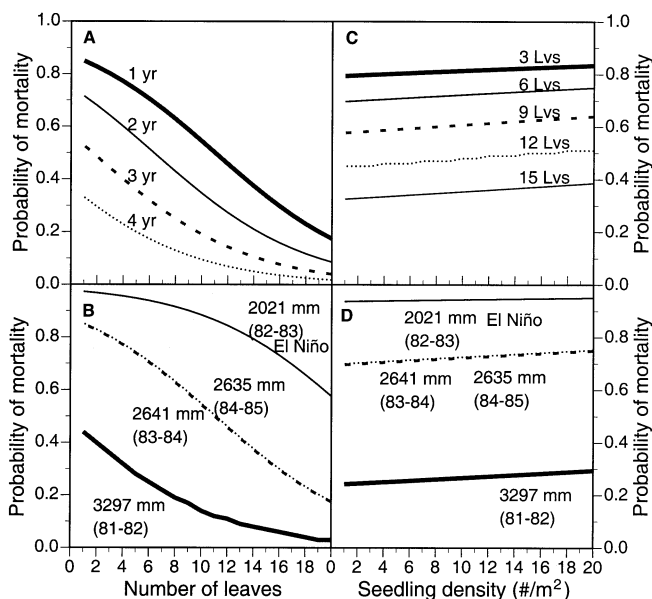 A
1 yr
2 yr
3 yr
4 yr
Probability of mortality
1.0
0.8
0.6
0.4
0.2
0.0
C
3 Lvs
6 Lvs
9 Lvs
12 Lvs
15 Lvs
1.0
0.8
0.6
0.4
0.2
0.0
Probability of mortality
B
2021 mm
(82-83)
El Niño
2635 mm
(84-85)
2641 mm
(83-84)
3297 mm
(81-82)
Probability of mortality
0.8
0.6
0.4
0.2
0.0
0 2 4 6 8 10 12 14 16 18 20
Number of leaves
D
2021 mm El Niño
(82-83)
2641 mm
(83-84)
2635 mm
(84-85)
3297 mm
(81-82)
0.8
0.6
0.4
0.2
0.0
Probability of mortality
2 4 6 8 10 12 14 16 18 20
Seedling density (#/m²)